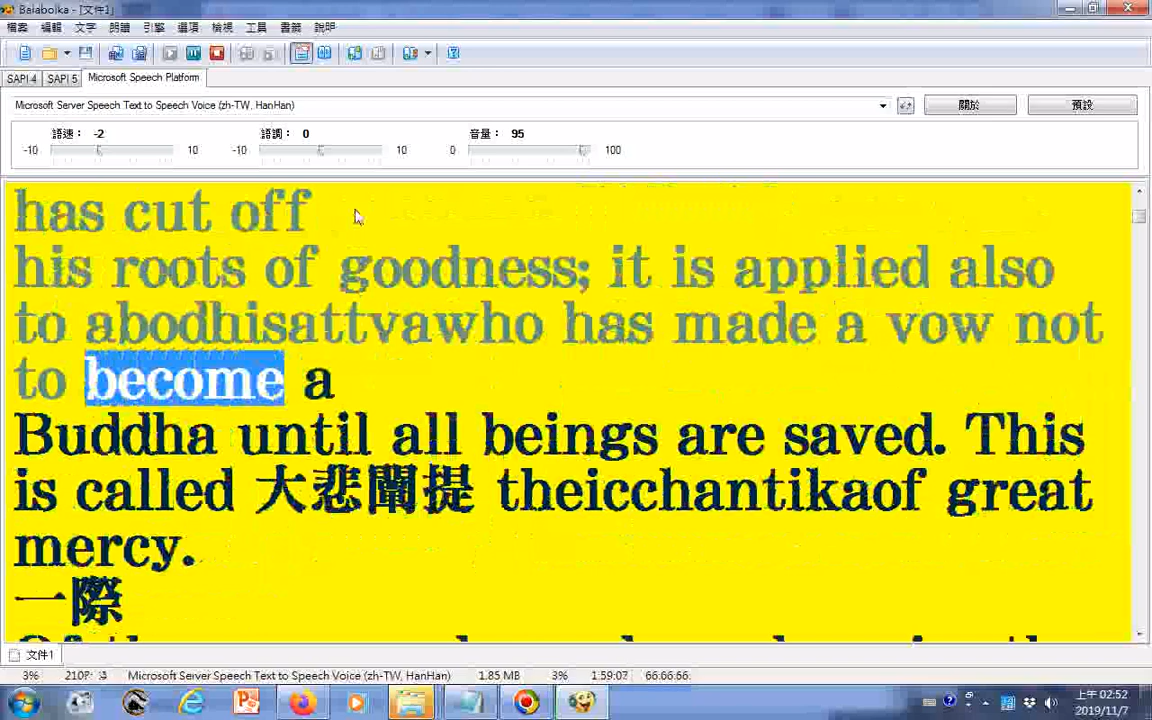 Balabolka - [文件1]
檔案 編輯 文字 朗讀 引擎 選項 檢視 工具 書籤 說明
SAPI 4 SAPI 5 Microsoft Speech Platform
Microsoft Server Speech Text to Speech Voice (zh-TW, HanHan) 關於 預設
語速： -2 語調： 0 音量： 95
-10 10 -10 10 0 100
has cut off
his roots of goodness; it is applied also
to abodhisattvawho has made a vow not
to become a
Buddha until all beings are saved. This
is called 大悲闡提 theicchantikaof great
mercy.
一際
文件1
3% Microsoft Server Speech Text to Speech Voice (zh-TW, HanHan) 1.85 MB 3% 1:59:07 66:66:66.
上午 02:52
2019/11/7